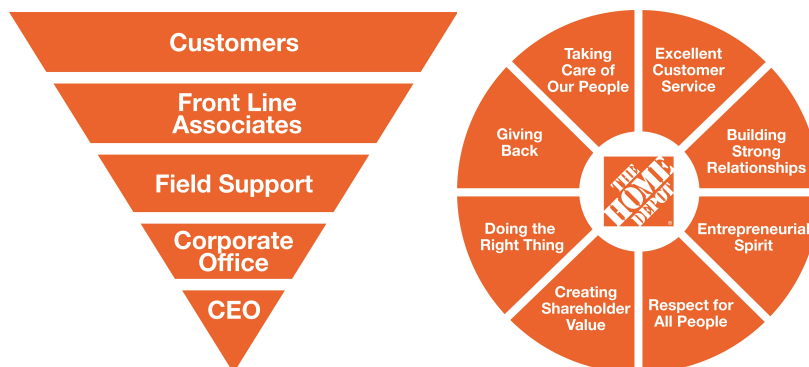 Customers
Front Line
Associates
Field Support
Corporate
Office
CEO
Taking
Care of
Our People
Excellent
Customer
Service
Building
Strong
Relationships
Entrepreneurial
Spirit
Respect for
All People
Creating
Shareholder
Value
Doing the
Right Thing
Giving
Back
THE
HOME
DEPOT
®